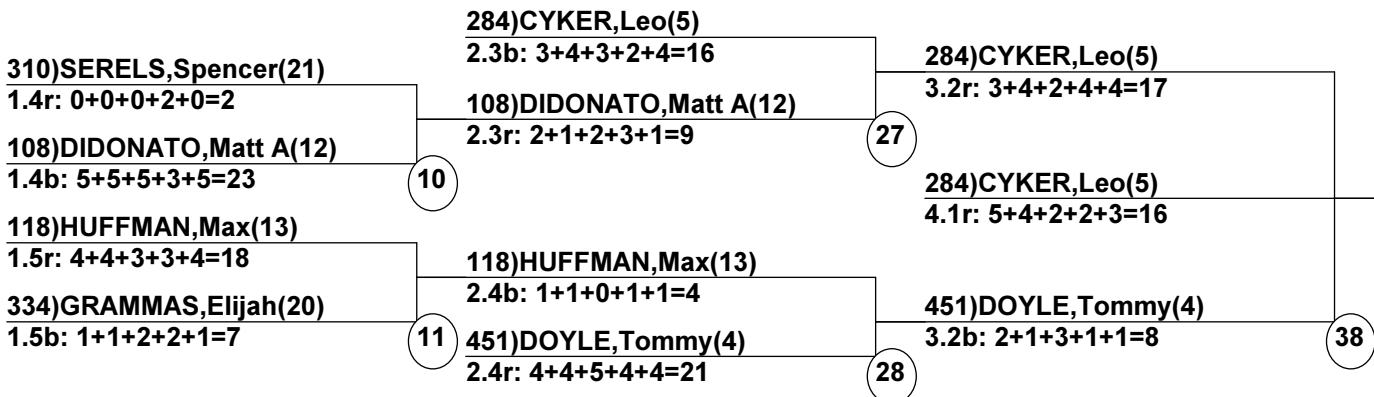 310)SERELS,Spencer(21)
1.4r: 0+0+0+2+0=2
108)DIDONATO,Matt A(12)
1.4b: 5+5+5+3+5=23
10
118)HUFFMAN,Max(13)
1.5r: 4+4+3+3+4=18
334)GRAMMAS,Elijah(20)
1.5b: 1+1+2+2+1=7
11
284)CYKER,Leo(5)
2.3b: 3+4+3+2+4=16
108)DIDONATO,Matt A(12)
2.3r: 2+1+2+3+1=9
27
118)HUFFMAN,Max(13)
2.4b: 1+1+0+1+1=4
451)DOYLE,Tommy(4)
2.4r: 4+4+5+4+4=21
28
284)CYKER,Leo(5)
3.2r: 3+4+2+4+4=17
284)CYKER,Leo(5)
4.1r: 5+4+2+2+3=16
451)DOYLE,Tommy(4)
3.2b: 2+1+3+1+1=8
38